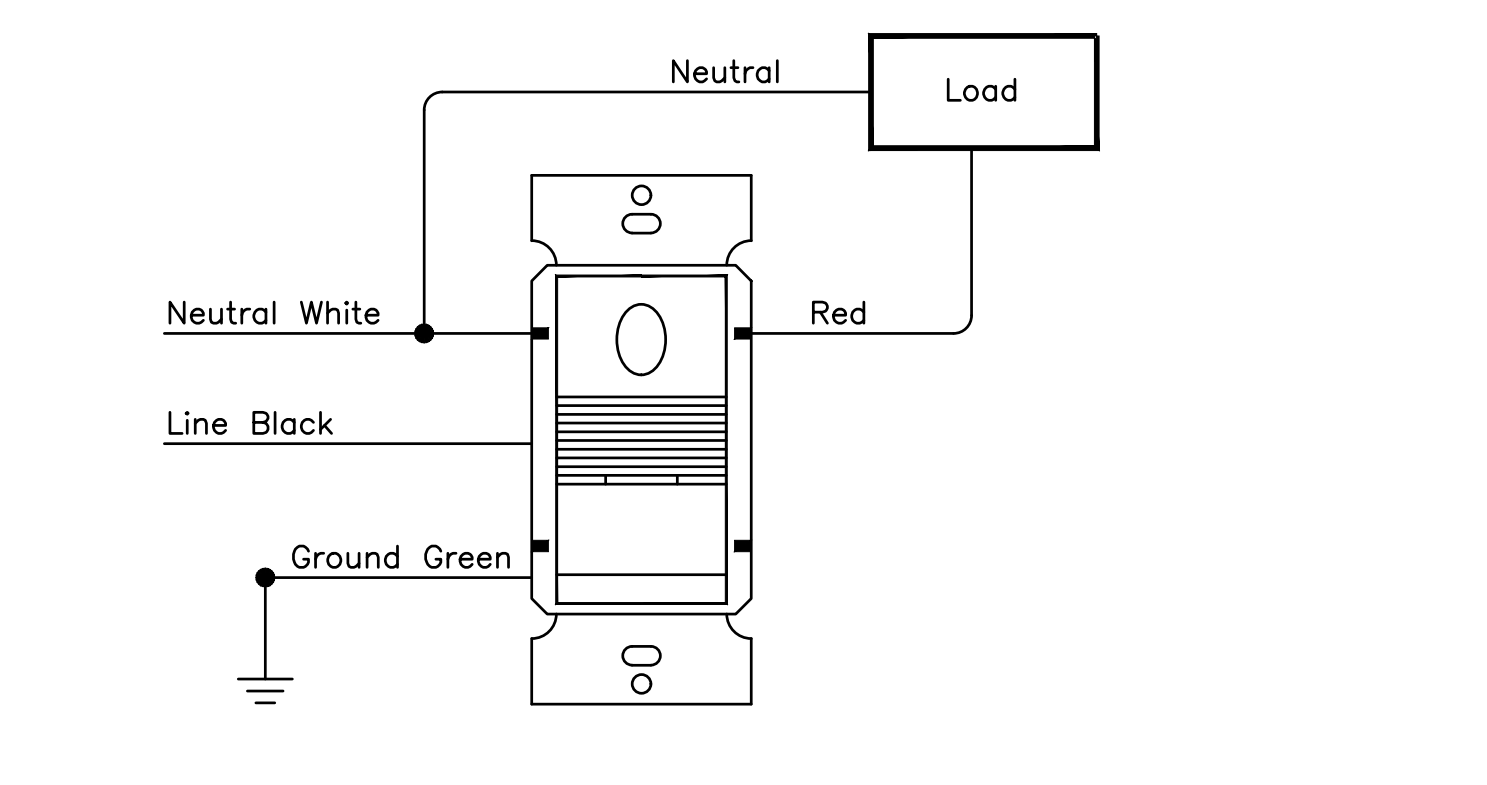 Neutral
Load
Neutral White
Red
Line Black
Ground Green